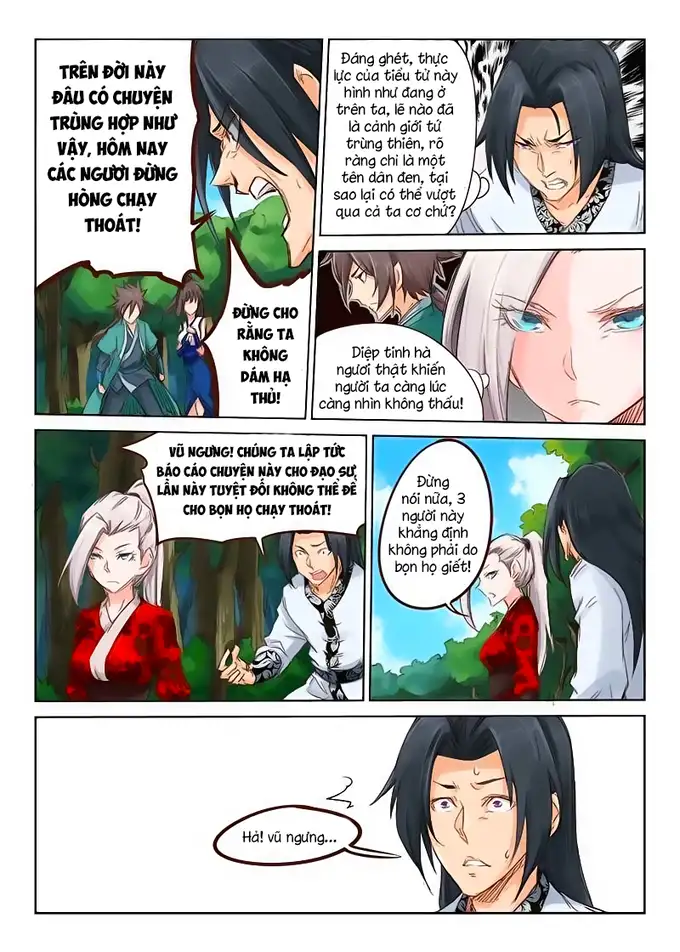 TRÊN ĐỜI NÀY
ĐÂU CÓ CHUYỆN
TRÙNG HỢP NHƯ
VẬY, HÔM NAY
CÁC NGƯƠI ĐỪNG
HÒNG CHẠY
THOÁT!
Đáng ghét, thực
lực của tiểu tử này
hình như đang ở
trên ta, lẽ nào đã
là cảnh giới tứ
trùng thiên, rõ
ràng chỉ là một
tên dân đen, tại
sao lại có thể vượt
qua cả ta cơ chứ?
ĐỪNG CHO
RẰNG TA
KHÔNG
DÁM HẠ
THỦ!
Diệp tinh hà
ngươi thật khiến
người ta càng lúc
càng nhìn không thấu!
VŨ NGƯNG! CHÚNG TA LẬP TỨC
BÁO CÁO CHUYỆN NÀY CHO ĐẠO SƯ,
LẦN NÀY TUYỆT ĐỐI KHÔNG THỂ ĐỂ
CHO BỌN HỌ CHẠY THOÁT!
Đừng
nói nữa, 3
người này
khẳng định
không phải do
bọn họ giết!
Hả! vũ ngưng...